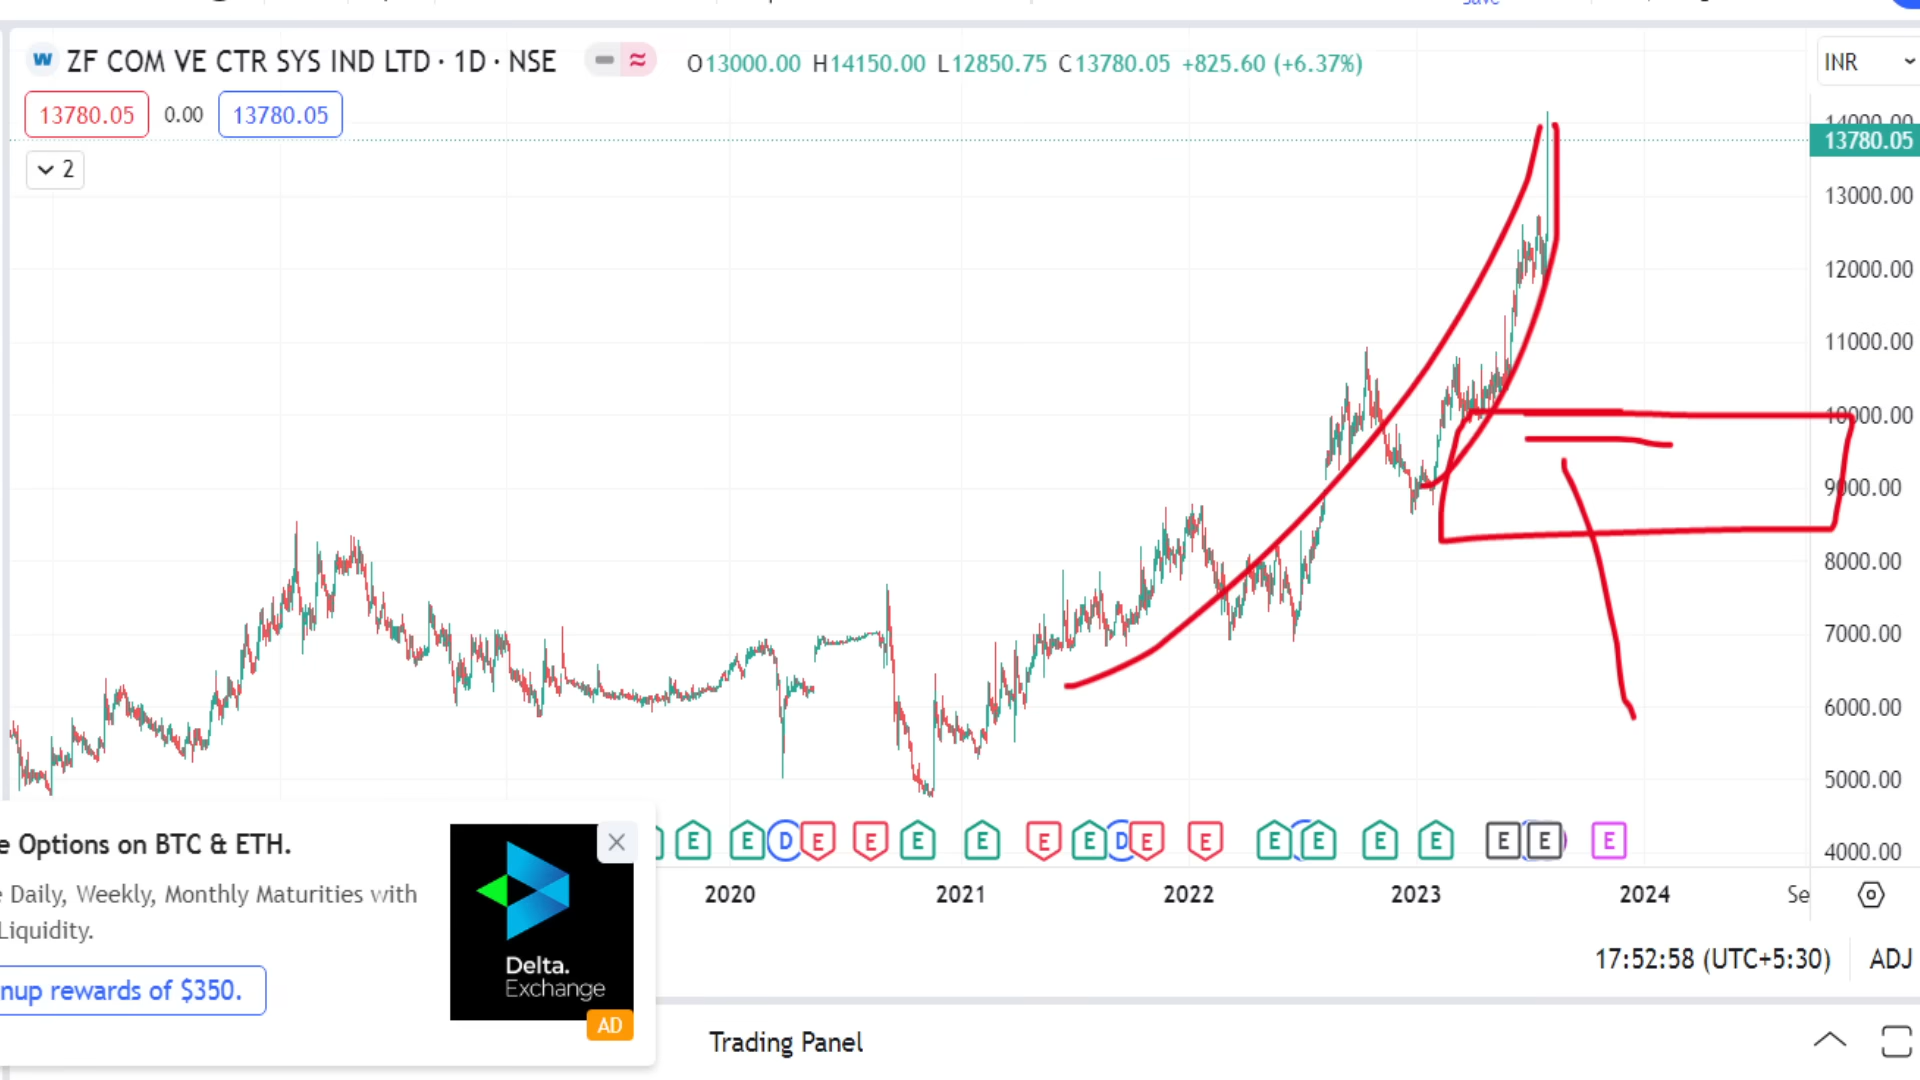 save
W ZF COM VE CTR SYS IND LTD · 1D · NSE
O13000.00 H14150.00 L12850.75 C13780.05 +825.60 (+6.37%)
INR
13780.05 0.00 13780.05
2
14000.00
13780.05
13000.00
12000.00
11000.00
10000.00
9000.00
8000.00
7000.00
6000.00
5000.00
4000.00
E E D E E E E E E D E E E E E E E E E
2020 2021 2022 2023 2024 Se
e Options on BTC & ETH.
e Daily, Weekly, Monthly Maturities with
Liquidity.
nup rewards of $350.
Delta.
Exchange
AD
17:52:58 (UTC+5:30) ADJ
Trading Panel